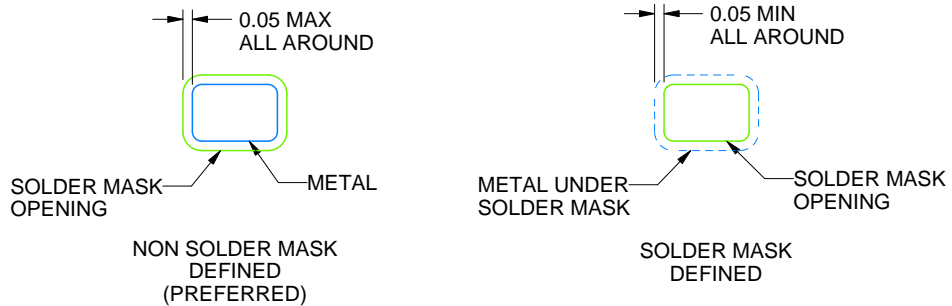 0.05 MAX
ALL AROUND
SOLDER MASK
OPENING
METAL
NON SOLDER MASK
DEFINED
(PREFERRED)
0.05 MIN
ALL AROUND
METAL UNDER
SOLDER MASK
SOLDER MASK
OPENING
SOLDER MASK
DEFINED